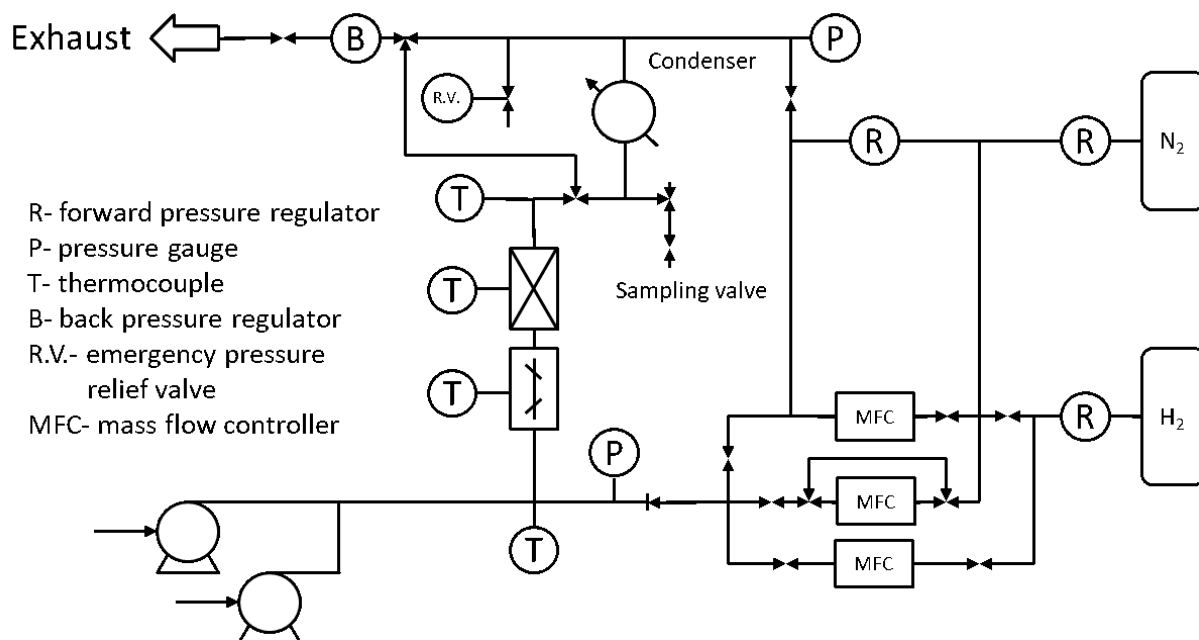 Exhaust
B
P
Condenser
R.V.
R
R
N2
T
R- forward pressure regulator
P- pressure gauge
T- thermocouple
B- back pressure regulator
R.V.- emergency pressure
relief valve
MFC- mass flow controller
T
Sampling valve
T
MFC
R
H2
P
MFC
T
MFC